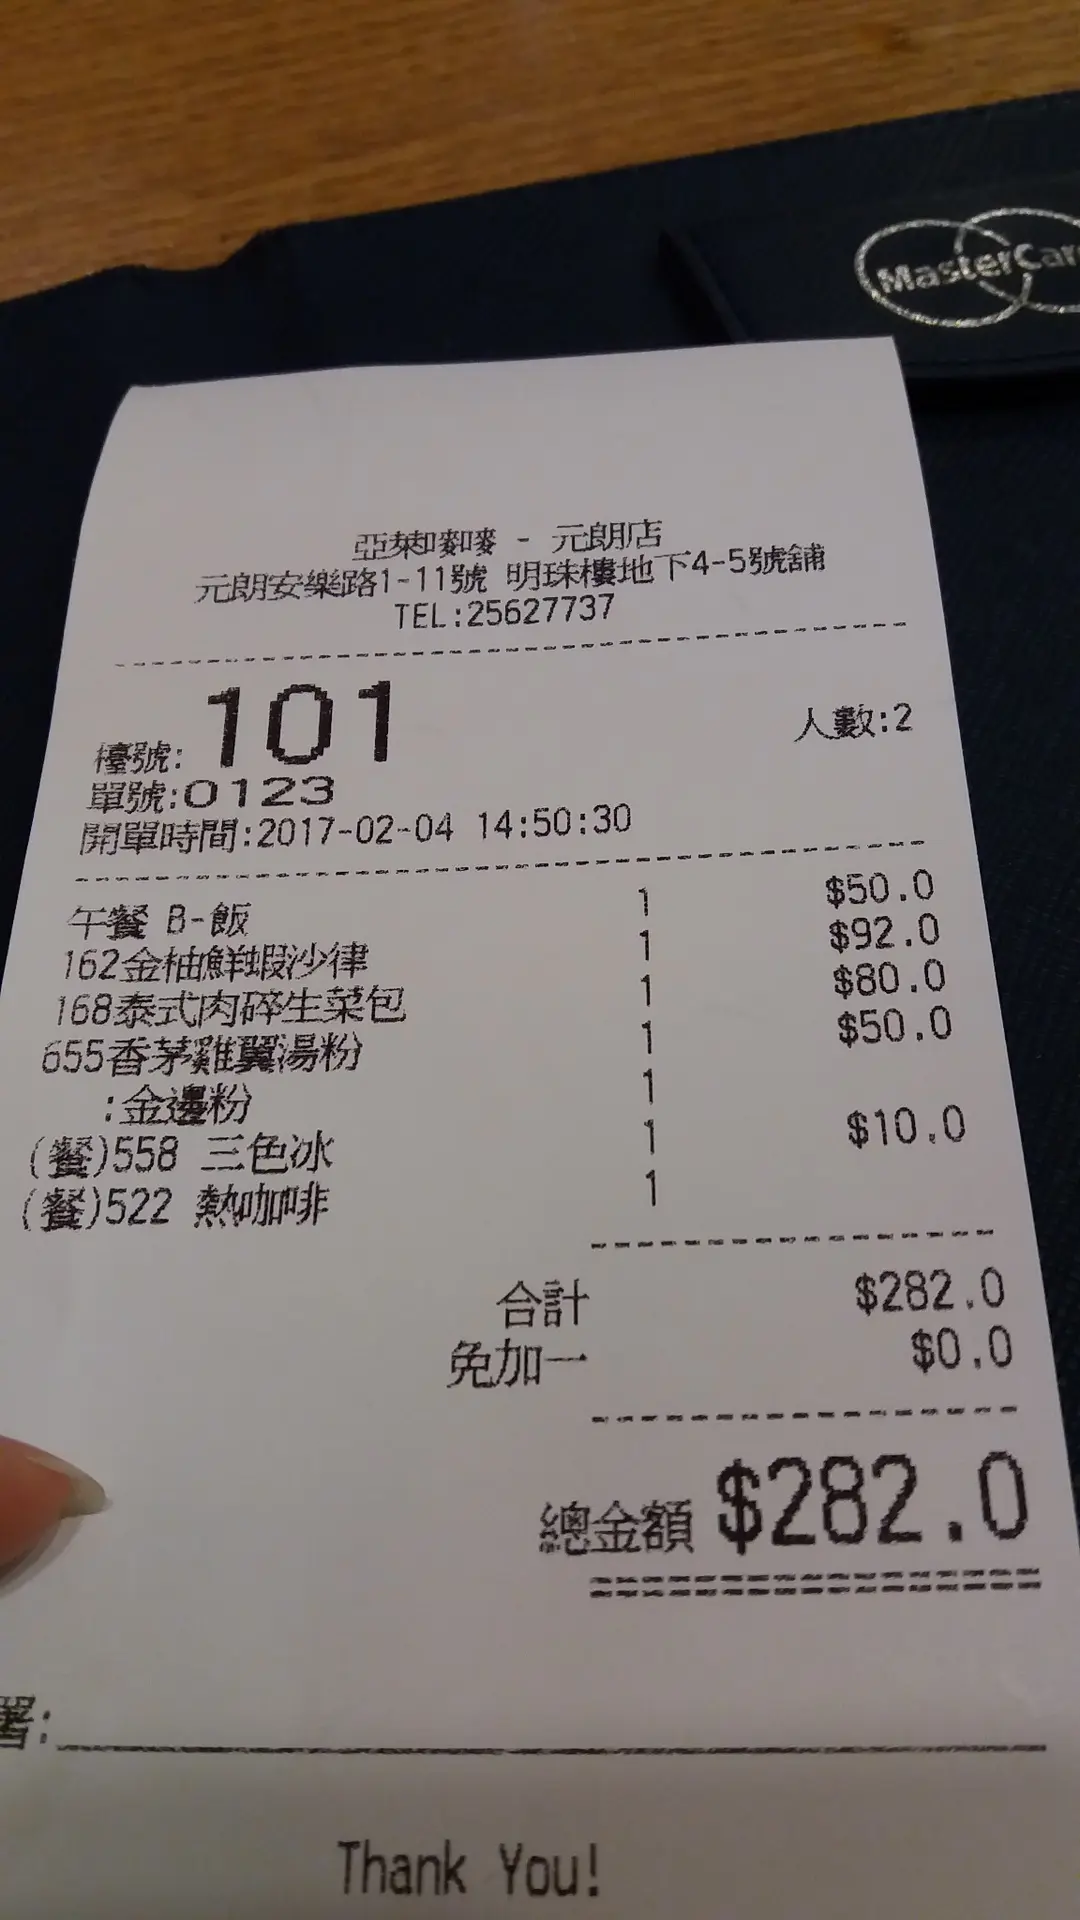 MasterCar
亞萊㗎嘜 - 元朗店
元朗安樂路1-11號 明珠樓地下4-5號舖
TEL:25627737
檯號: 101 人數:2
單號:0123
開單時間:2017-02-04 14:50:30
午餐 B-飯 1 $50.0
162金柚鮮蝦沙律 1 $92.0
168泰式肉碎生菜包 1 $80.0
655香茅雞翼湯粉 1 $50.0
:金邊粉 1
(餐)558 三色冰 1 $10.0
(餐)522 熱咖啡 1
合計 $282.0
免加一 $0.0
總金額 $282.0
署:
Thank You!